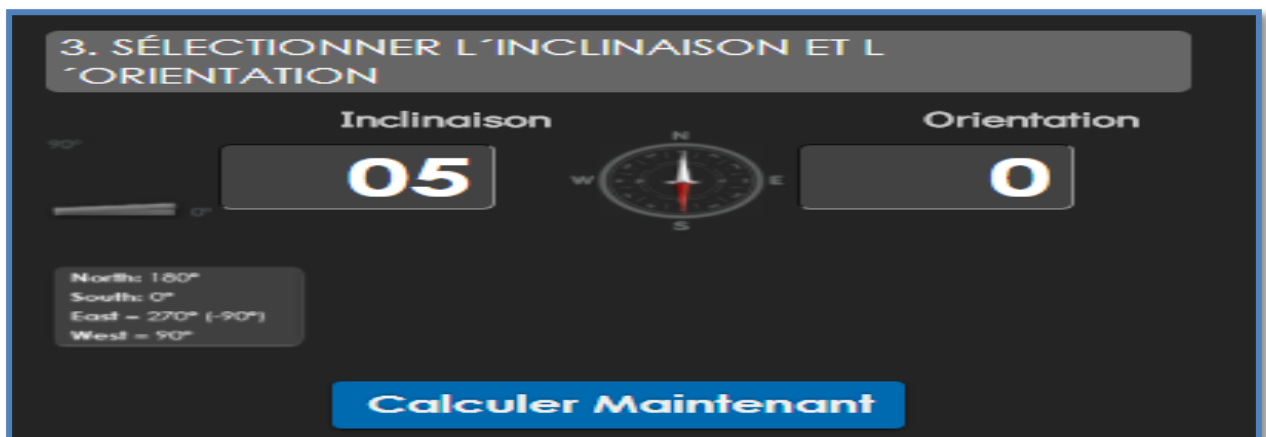 3. SÉLECTIONNER L´INCLINAISON ET L
´ORIENTATION
Inclinaison
Orientation
90°
05
0°
N
W
E
S
0
North: 180°
South: 0°
East = 270° (-90°)
West = 90°
Calculer Maintenant